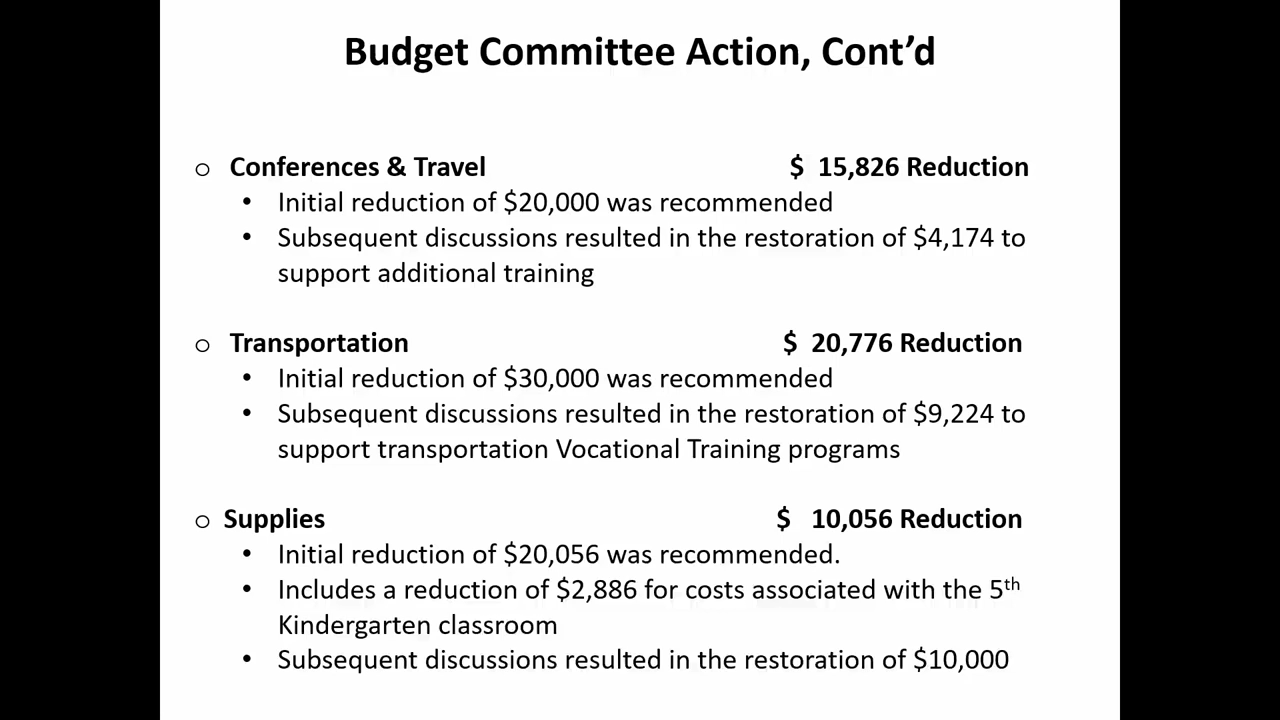 Budget Committee Action, Cont’d
o Conferences & Travel $ 15,826 Reduction
• Initial reduction of $20,000 was recommended
• Subsequent discussions resulted in the restoration of $4,174 to
support additional training
o Transportation $ 20,776 Reduction
• Initial reduction of $30,000 was recommended
• Subsequent discussions resulted in the restoration of $9,224 to
support transportation Vocational Training programs
o Supplies $ 10,056 Reduction
• Initial reduction of $20,056 was recommended.
• Includes a reduction of $2,886 for costs associated with the 5th
Kindergarten classroom
• Subsequent discussions resulted in the restoration of $10,000